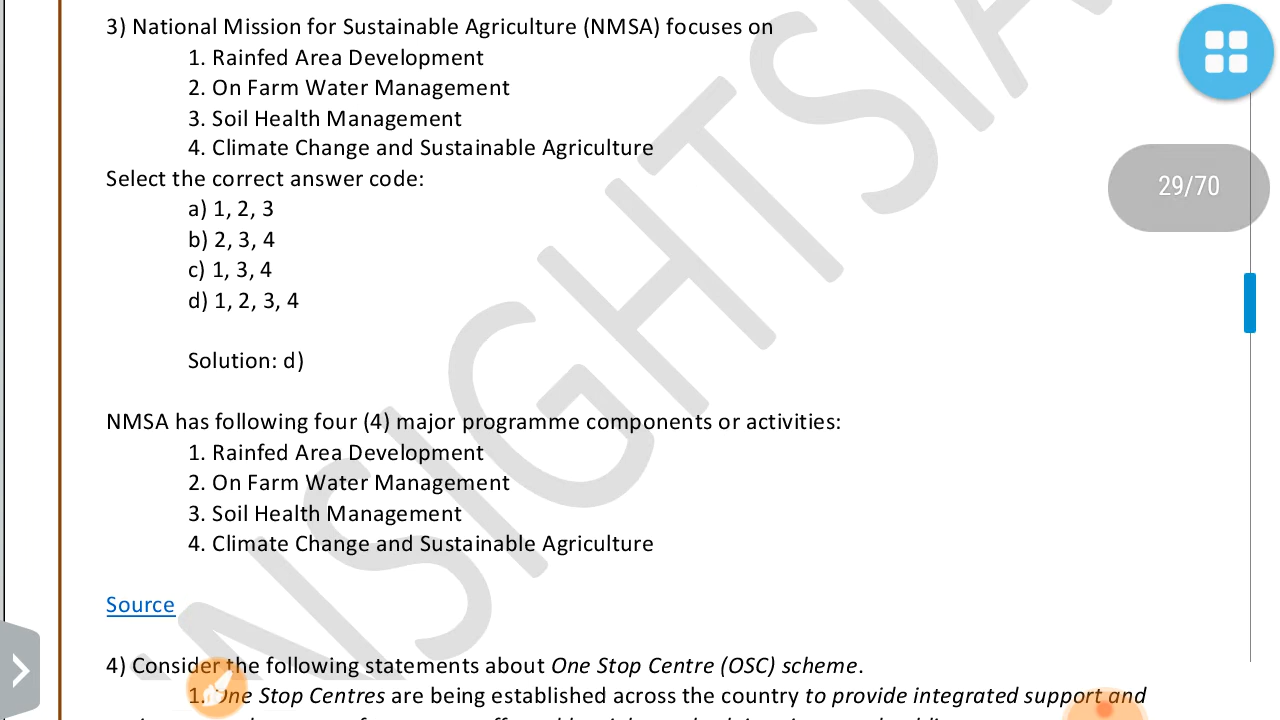 3) National Mission for Sustainable Agriculture (NMSA) focuses on
1. Rainfed Area Development
2. On Farm Water Management
3. Soil Health Management
4. Climate Change and Sustainable Agriculture
Select the correct answer code:
a) 1, 2, 3
b) 2, 3, 4
c) 1, 3, 4
d) 1, 2, 3, 4
Solution: d)
NMSA has following four (4) major programme components or activities:
1. Rainfed Area Development
2. On Farm Water Management
3. Soil Health Management
4. Climate Change and Sustainable Agriculture
Source
4) Consider the following statements about One Stop Centre (OSC) scheme.
1. One Stop Centres are being established across the country to provide integrated support and
29/70
INSIGHTSIA